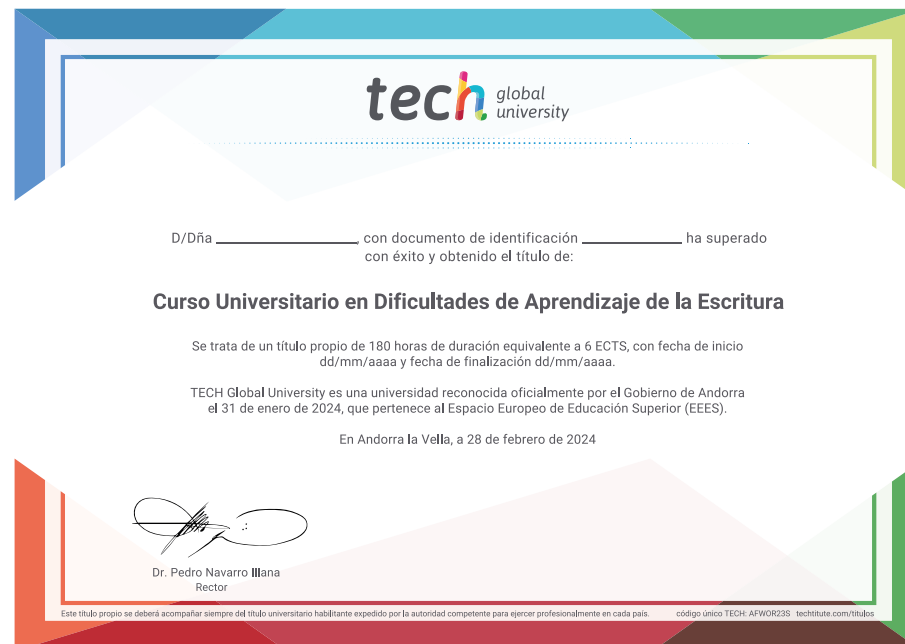 tech global university
D/Dña ____________________, con documento de identificación ______________ ha superado
con éxito y obtenido el título de:
Curso Universitario en Dificultades de Aprendizaje de la Escritura
Se trata de un título propio de 180 horas de duración equivalente a 6 ECTS, con fecha de inicio
dd/mm/aaaa y fecha de finalización dd/mm/aaaa.
TECH Global University es una universidad reconocida oficialmente por el Gobierno de Andorra
el 31 de enero de 2024, que pertenece al Espacio Europeo de Educación Superior (EEES).
En Andorra la Vella, a 28 de febrero de 2024
Dr. Pedro Navarro Illana
Rector
Este título propio se deberá acompañar siempre del título universitario habilitante expedido por la autoridad competente para ejercer profesionalmente en cada país. código único TECH: AFWOR23S techtitute.com/titulos